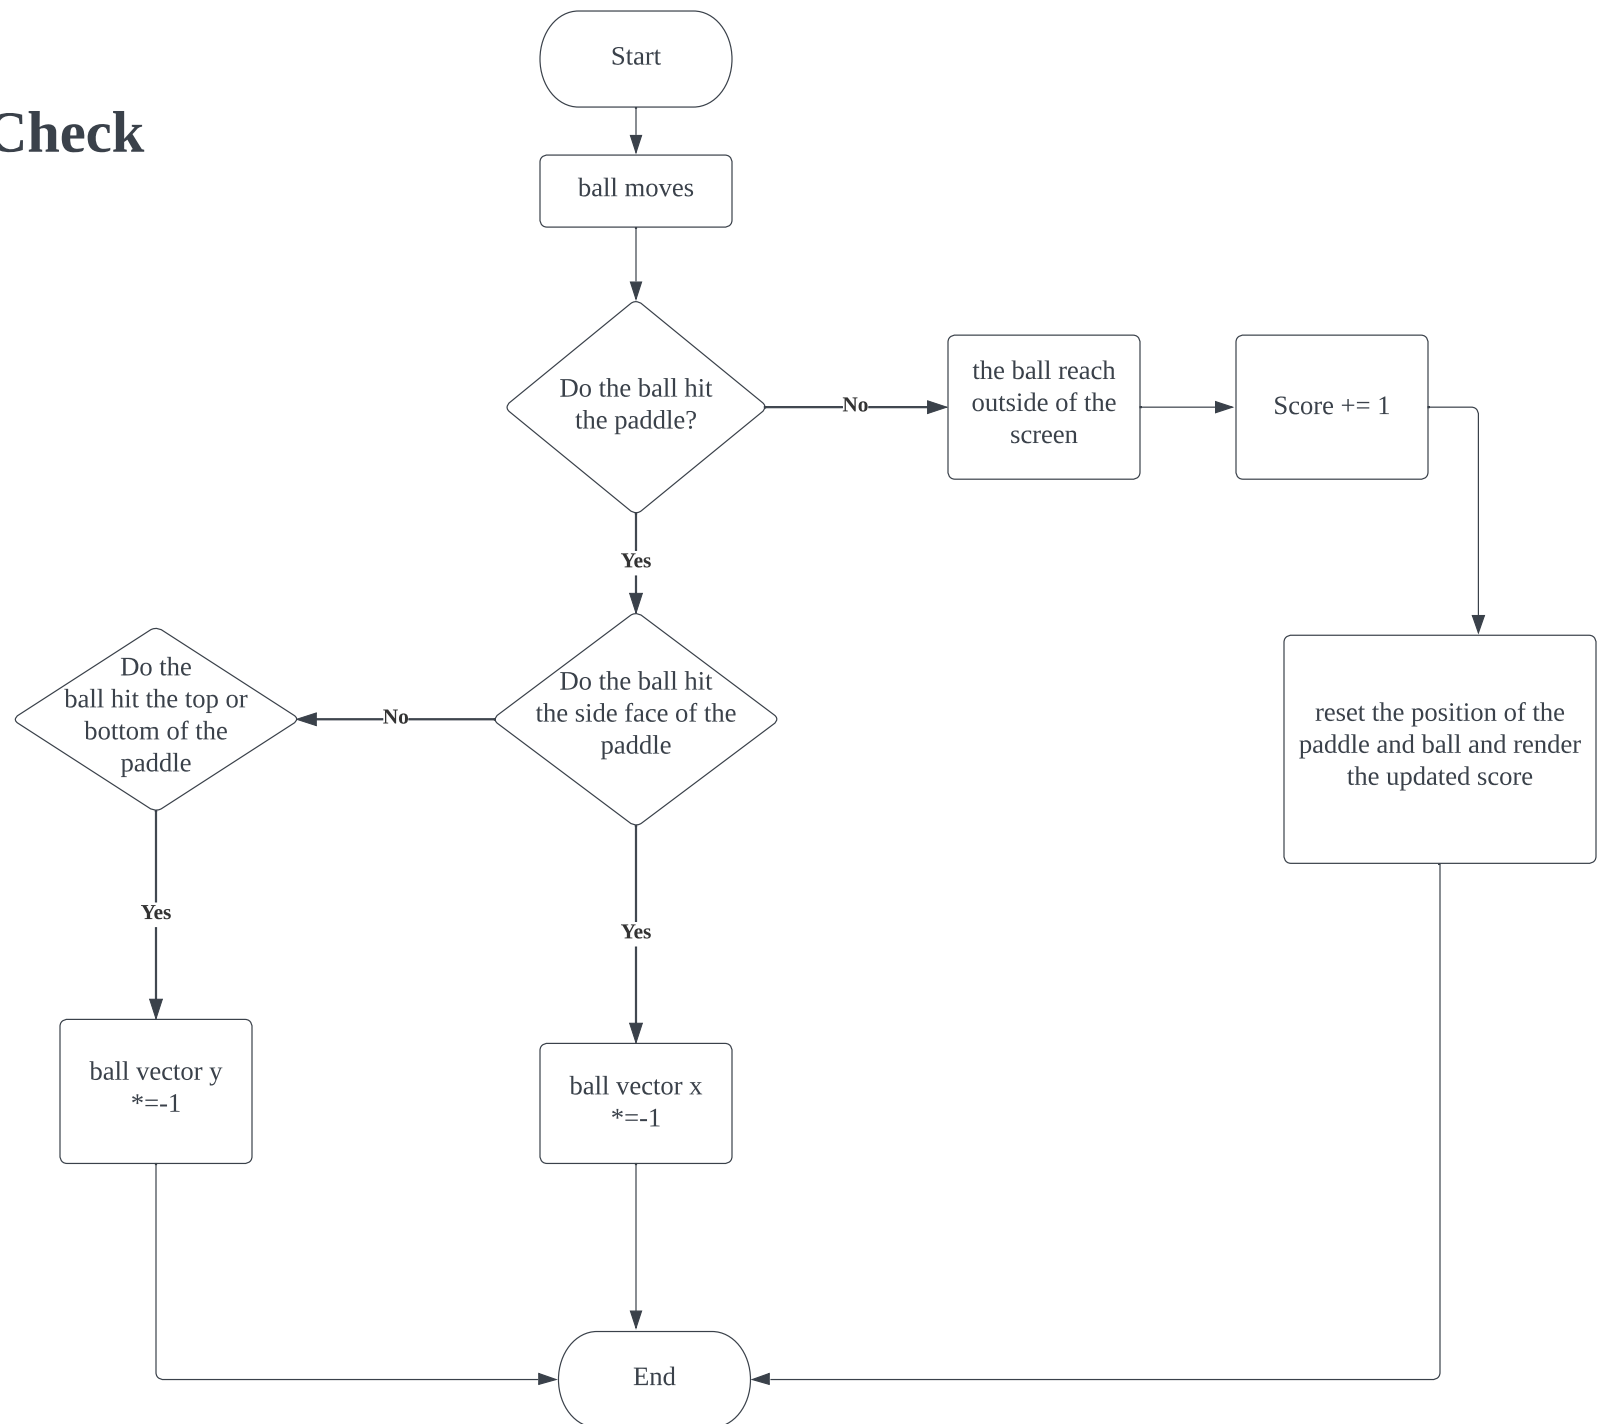 Start
Check
ball moves
Do the ball hit
the paddle?
No
the ball reach
outside of the
screen
Score += 1
Yes
Do the
ball hit the top or
bottom of the
paddle
No
Do the ball hit
the side face of the
paddle
reset the position of the
paddle and ball and render
the updated score
Yes
Yes
ball vector y
*=-1
ball vector x
*=-1
End